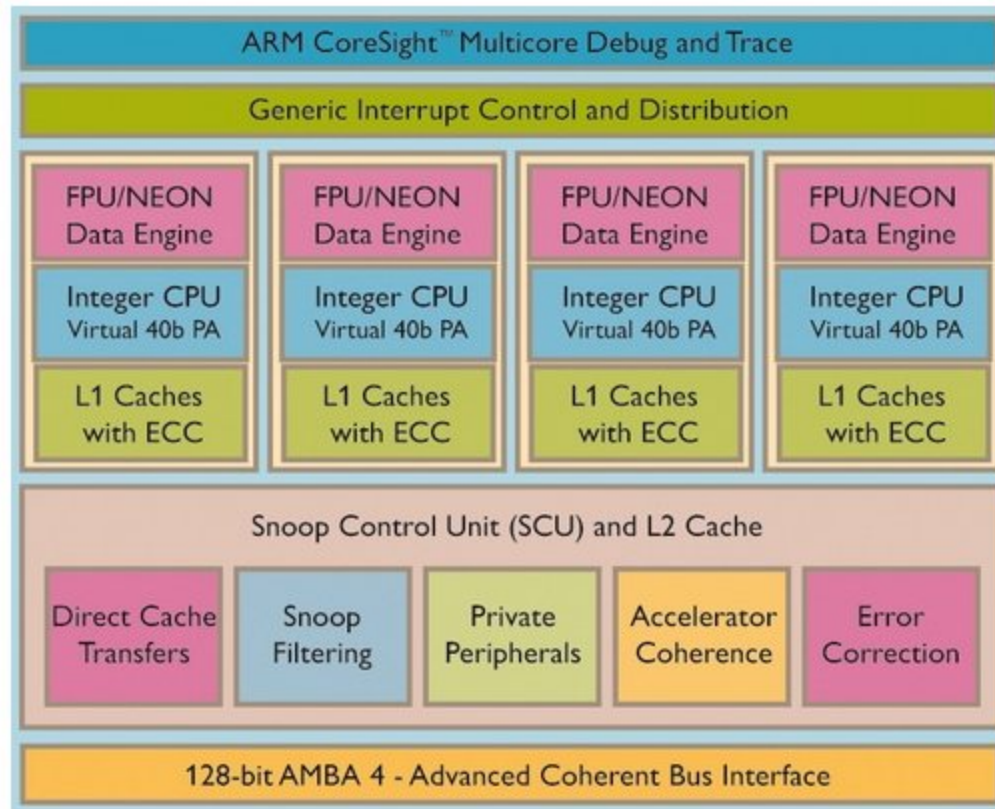 ARM CoreSight™ Multicore Debug and Trace
Generic Interrupt Control and Distribution
FPU/NEON
Data Engine
Integer CPU
Virtual 40b PA
L1 Caches
with ECC
FPU/NEON
Data Engine
Integer CPU
Virtual 40b PA
L1 Caches
with ECC
FPU/NEON
Data Engine
Integer CPU
Virtual 40b PA
L1 Caches
with ECC
FPU/NEON
Data Engine
Integer CPU
Virtual 40b PA
L1 Caches
with ECC
Snoop Control Unit (SCU) and L2 Cache
Direct Cache
Transfers
Snoop
Filtering
Private
Peripherals
Accelerator
Coherence
Error
Correction
128-bit AMBA 4 - Advanced Coherent Bus Interface